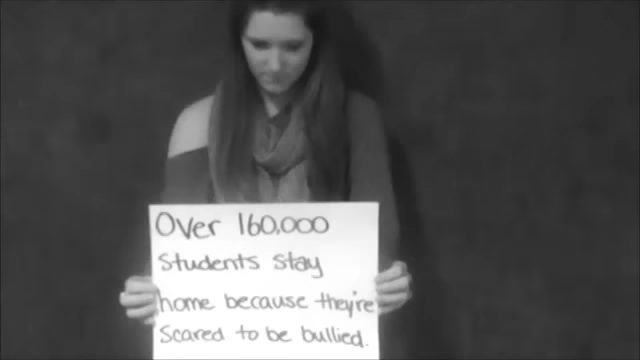 Over 160,000
Students stay
home because they're
Scared to be bullied.